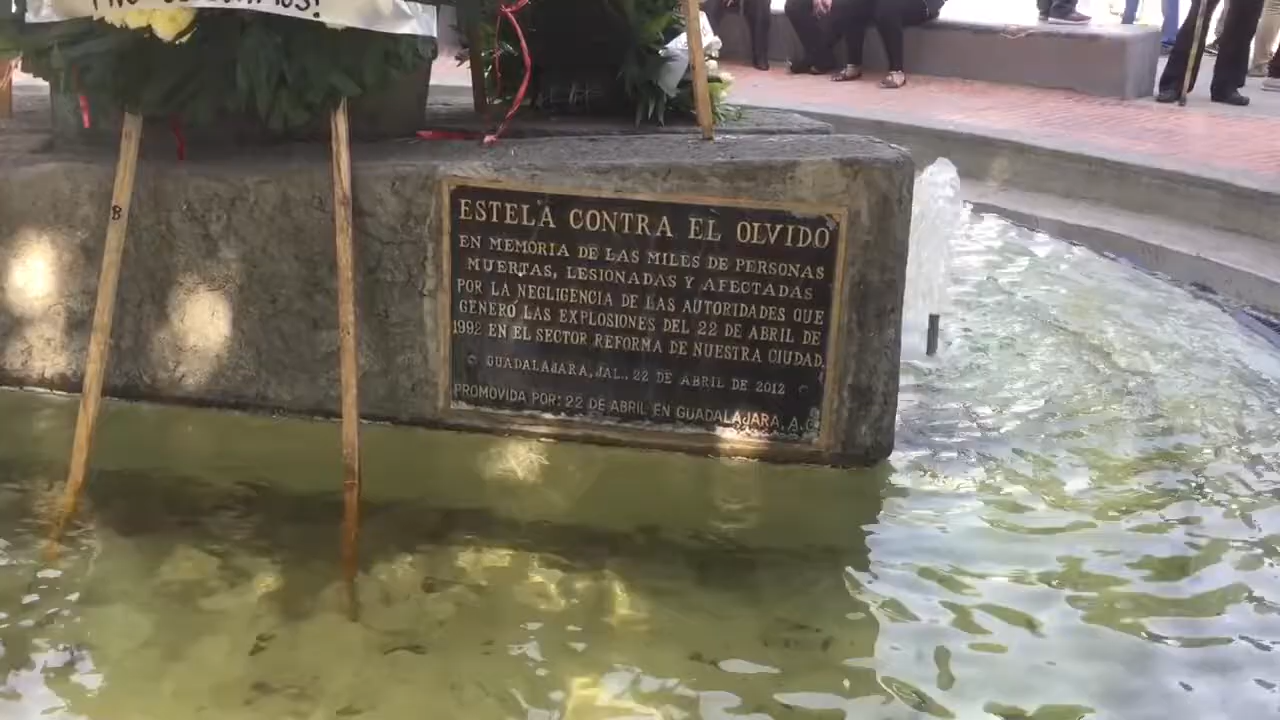 ESTELA CONTRA EL OLVIDO
EN MEMORIA DE LAS MILES DE PERSONAS
MUERTAS, LESIONADAS Y AFECTADAS
POR LA NEGLIGENCIA DE LAS AUTORIDADES QUE
GENERÓ LAS EXPLOSIONES DEL 22 DE ABRIL DE
1992 EN EL SECTOR REFORMA DE NUESTRA CIUDAD.
GUADALAJARA, JAL., 22 DE ABRIL DE 2012
PROMOVIDA POR: 22 DE ABRIL EN GUADALAJARA, A.C.
B